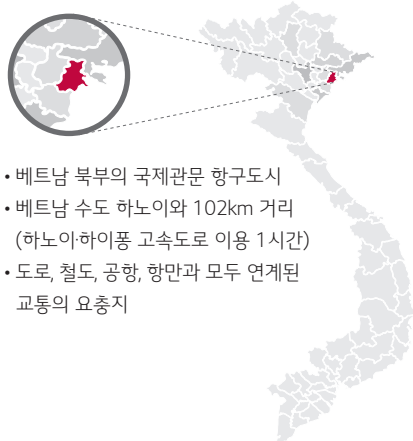 • 베트남 북부의 국제관문 항구도시
• 베트남 수도 하노이와 102km 거리
(하노이·하이퐁 고속도로 이용 1시간)
• 도로, 철도, 공항, 항만과 모두 연계된
교통의 요충지